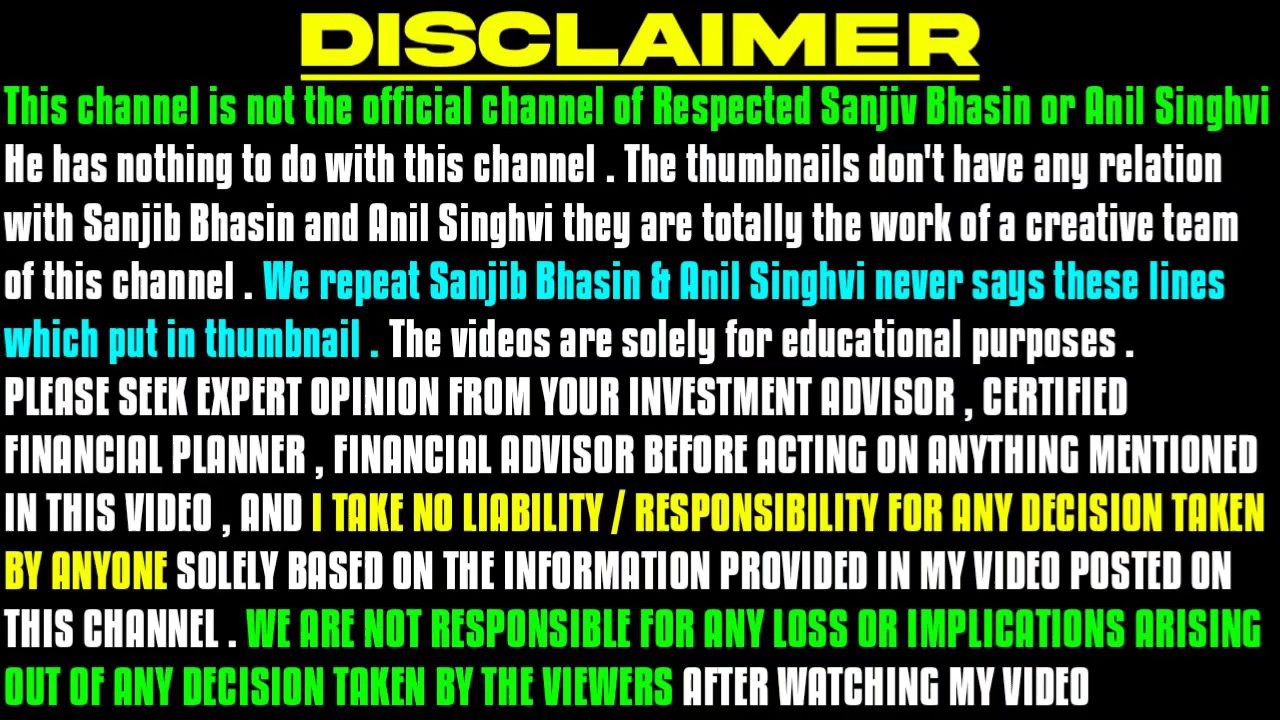 DISCLAIMER
This channel is not the official channel of Respected Sanjiv Bhasin or Anil Singhvi
He has nothing to do with this channel . The thumbnails don't have any relation
with Sanjib Bhasin and Anil Singhvi they are totally the work of a creative team
of this channel . We repeat Sanjib Bhasin & Anil Singhvi never says these lines
which put in thumbnail . The videos are solely for educational purposes .
PLEASE SEEK EXPERT OPINION FROM YOUR INVESTMENT ADVISOR , CERTIFIED
FINANCIAL PLANNER , FINANCIAL ADVISOR BEFORE ACTING ON ANYTHING MENTIONED
IN THIS VIDEO , AND I TAKE NO LIABILITY / RESPONSIBILITY FOR ANY DECISION TAKEN
BY ANYONE SOLELY BASED ON THE INFORMATION PROVIDED IN MY VIDEO POSTED ON
THIS CHANNEL . WE ARE NOT RESPONSIBLE FOR ANY LOSS OR IMPLICATIONS ARISING
OUT OF ANY DECISION TAKEN BY THE VIEWERS AFTER WATCHING MY VIDEO